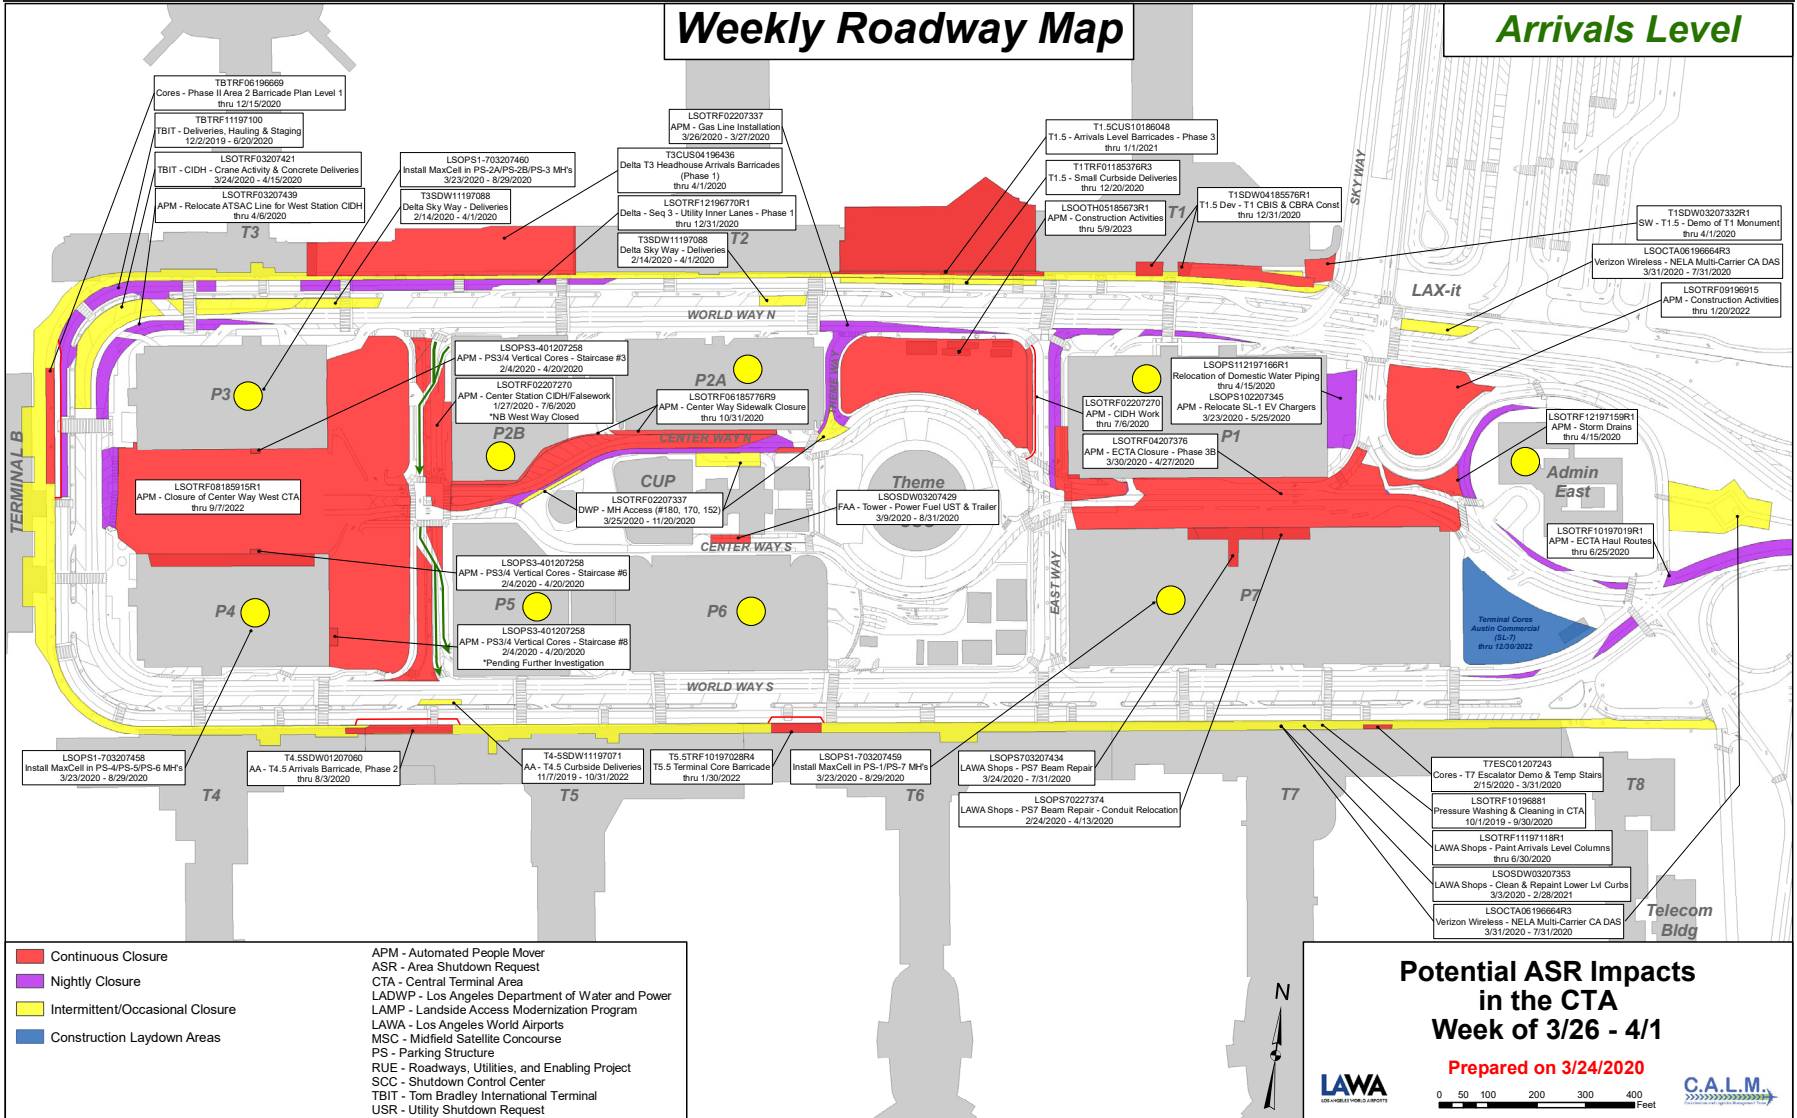 Weekly Roadway Map
Arrivals Level
TBTRF06196669
Cores - Phase II Area 2 Barricade Plan Level 1
thru 12/15/2020
TBTRF11197100
TBIT - Deliveries, Hauling & Staging
12/2/2019 - 6/20/2020
LSOTRF03207421
TBIT - CIDH - Crane Activity & Concrete Deliveries
3/24/2020 - 4/15/2020
LSOTRF03207439
APM - Relocate ATSAC Line for West Station CIDH
thru 4/6/2020
LSOPS1-703207460
Install MaxCell in PS-2A/PS-2B/PS-3 MH's
3/23/2020 - 8/29/2020
T3SDW11197088
Delta Sky Way - Deliveries
2/14/2020 - 4/1/2020
LSOTRF02207337
APM - Gas Line Installation
3/26/2020 - 3/27/2020
T3CUS04196436
Delta T3 Headhouse Arrivals Barricades
(Phase 1)
thru 4/1/2020
LSOTRF12196770R1
Delta - Seq 3 - Utility Inner Lanes - Phase 1
thru 12/31/2020
T3SDW11197088
Delta Sky Way - Deliveries
2/14/2020 - 4/1/2020
T1.5CUS10186048
T1.5 - Arrivals Level Barricades - Phase 3
thru 1/1/2021
T1TRF01185376R3
T1.5 - Small Curbside Deliveries
thru 12/20/2020
LSOOTH05185673R1
APM - Construction Activities
thru 5/9/2023
T1SDW04185576R1
T1.5 Dev - T1 CBIS & CBRA Const
thru 12/31/2020
T1SDW03207332R1
SW - T1.5 - Demo of T1 Monument
thru 4/1/2020
LSOCTA06196664R3
Verizon Wireless - NELA Multi-Carrier CA DAS
3/31/2020 - 7/31/2020
LSOTRF09196915
APM - Construction Activities
thru 1/20/2022
T3
T2
T1
SKY WAY
LAX-it
WORLD WAY N
LSOPS3-401207258
APM - PS3/4 Vertical Cores - Staircase #3
2/4/2020 - 4/20/2020
LSOTRF02207270
APM - Center Station CIDH/Falsework
1/27/2020 - 7/6/2020
*NB West Way Closed
P3
P2A
P2B
LSOTRF06185776R9
APM - Center Way Sidewalk Closure
thru 10/31/2020
THEME WAY
CENTER WAY N
LSOTRF02207270
APM - CIDH Work
thru 7/6/2020
LSOPS112197166R1
Relocation of Domestic Water Piping
thru 4/15/2020
LSOPS102207345
APM - Relocate SL-1 EV Chargers
3/23/2020 - 5/25/2020
P1
LSOTRF04207376
APM - ECTA Closure - Phase 3B
3/30/2020 - 4/27/2020
LSOTRF12197159R1
APM - Storm Drains
thru 4/15/2020
Admin
East
TERMINAL B
LSOTRF08185915R1
APM - Closure of Center Way West CTA
thru 9/7/2022
CUP
Theme
LSOTRF02207337
DWP - MH Access (#180, 170, 152)
3/25/2020 - 11/20/2020
LSOSDW03207429
FAA - Tower - Power Fuel UST & Trailer
3/9/2020 - 8/31/2020
CENTER WAY S
LSOTRF10197019R1
APM - ECTA Haul Routes
thru 6/25/2020
LSOPS3-401207258
APM - PS3/4 Vertical Cores - Staircase #6
2/4/2020 - 4/20/2020
EAST WAY
P4
P5
P6
P7
LSOPS3-401207258
APM - PS3/4 Vertical Cores - Staircase #8
2/4/2020 - 4/20/2020
*Pending Further Investigation
Terminal Cores
Austin Commercial
(SL-7)
thru 12/30/2022
WORLD WAY S
LSOPS1-703207458
Install MaxCell in PS-4/PS-5/PS-6 MH's
3/23/2020 - 8/29/2020
T4.5SDW01207060
AA - T4.5 Arrivals Barricade, Phase 2
thru 8/3/2020
T4-5SDW11197071
AA - T4.5 Curbside Deliveries
11/7/2019 - 10/31/2022
T5.5TRF10197028R4
T5.5 Terminal Core Barricade
thru 1/30/2022
LSOPS1-703207459
Install MaxCell in PS-1/PS-7 MH's
3/23/2020 - 8/29/2020
LSOPS703207434
LAWA Shops - PS7 Beam Repair
3/24/2020 - 7/31/2020
LSOPS70227374
LAWA Shops - PS7 Beam Repair - Conduit Relocation
2/24/2020 - 4/13/2020
T7ESC01207243
Cores - T7 Escalator Demo & Temp Stairs
2/15/2020 - 3/31/2020
LSOTRF10196881
Pressure Washing & Cleaning in CTA
10/1/2019 - 9/30/2020
LSOTRF11197118R1
LAWA Shops - Paint Arrivals Level Columns
thru 6/30/2020
LSOSDW03207353
LAWA Shops - Clean & Repaint Lower Lvl Curbs
3/3/2020 - 2/28/2021
LSOCTA06196664R3
Verizon Wireless - NELA Multi-Carrier CA DAS
3/31/2020 - 7/31/2020
T4
T5
T6
T7
T8
Telecom
Bldg
Continuous Closure
Nightly Closure
Intermittent/Occasional Closure
Construction Laydown Areas
APM - Automated People Mover
ASR - Area Shutdown Request
CTA - Central Terminal Area
LADWP - Los Angeles Department of Water and Power
LAMP - Landside Access Modernization Program
LAWA - Los Angeles World Airports
MSC - Midfield Satellite Concourse
PS - Parking Structure
RUE - Roadways, Utilities, and Enabling Project
SCC - Shutdown Control Center
TBIT - Tom Bradley International Terminal
USR - Utility Shutdown Request
N
Potential ASR Impacts
in the CTA
Week of 3/26 - 4/1
Prepared on 3/24/2020
LAWA
LOS ANGELES WORLD AIRPORTS
0 50 100 200 300 400
Feet
C.A.L.M.